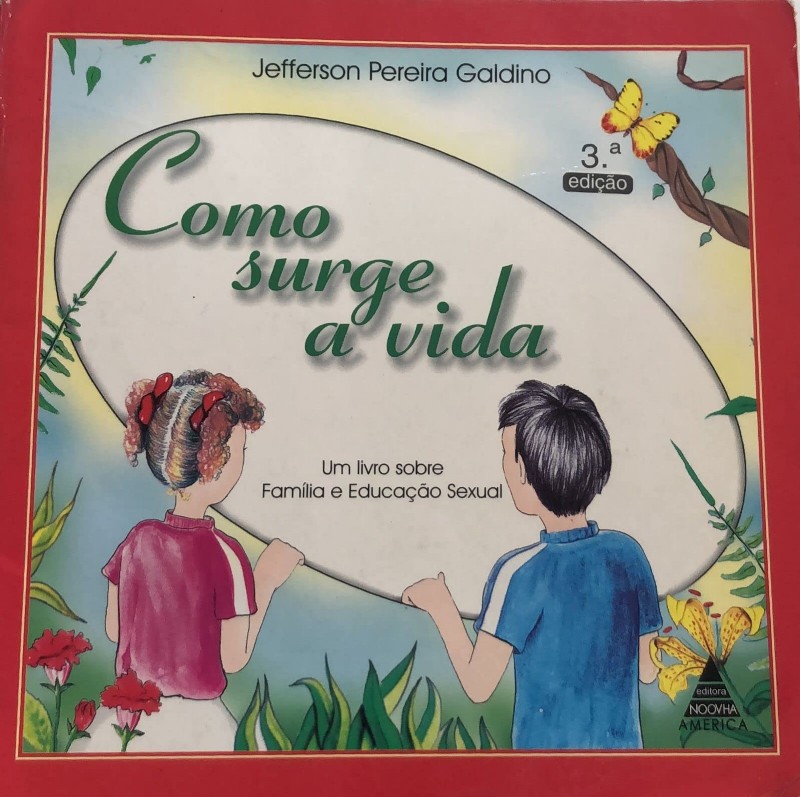 Jefferson Pereira Galdino
3.ª
edição
Como
surge
a vida
Um livro sobre
Família e Educação Sexual
editora
NOOVHA
AMERICA